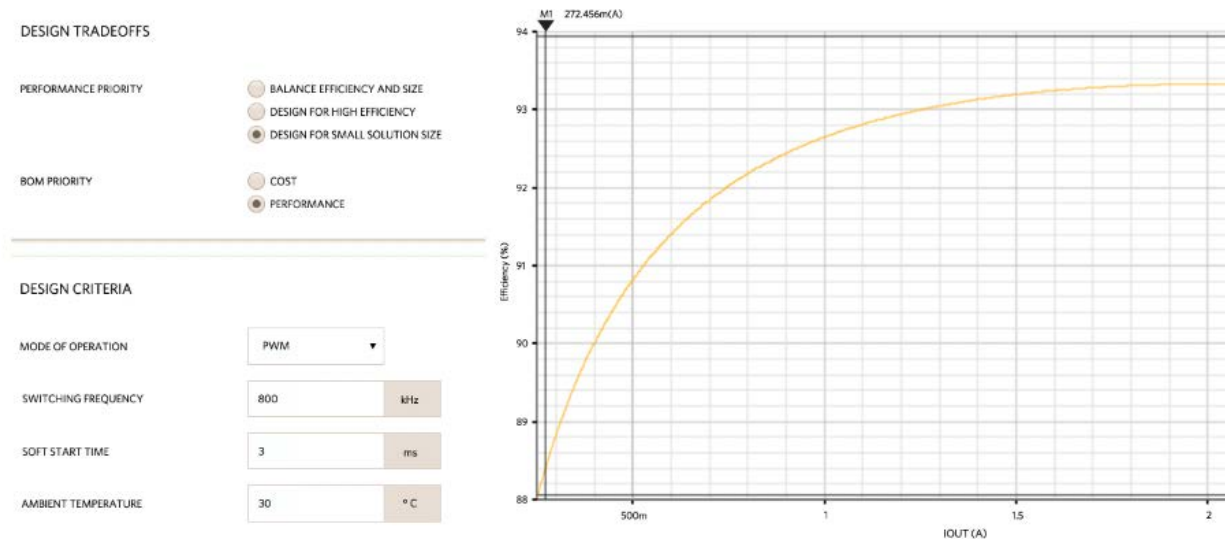 DESIGN TRADEOFFS
PERFORMANCE PRIORITY
BALANCE EFFICIENCY AND SIZE
DESIGN FOR HIGH EFFICIENCY
DESIGN FOR SMALL SOLUTION SIZE
BOM PRIORITY
COST
PERFORMANCE
DESIGN CRITERIA
MODE OF OPERATION PWM
SWITCHING FREQUENCY 800 kHz
SOFT START TIME 3 ms
AMBIENT TEMPERATURE 30 °C
M1 272.456m(A)
94
93
92
91
90
89
88
Efficiency (%)
500m 1 1.5 2
IOUT (A)